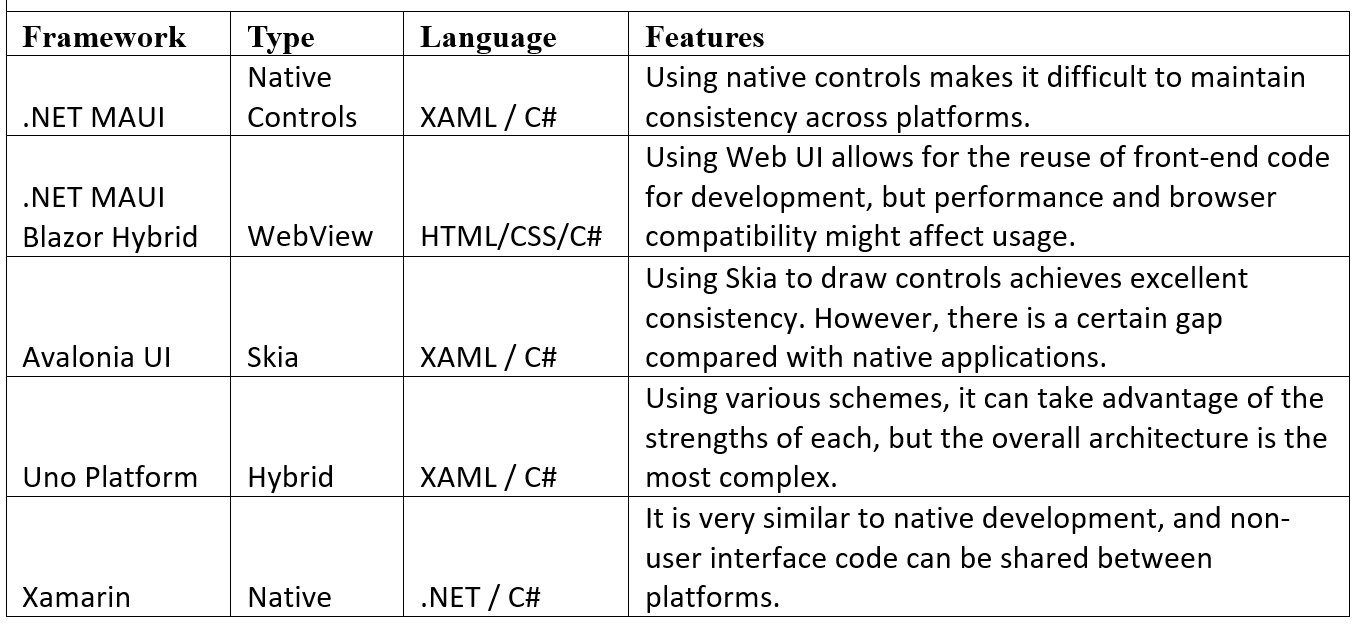 Framework Type Language Features
.NET MAUI
Native
Controls
XAML / C#
Using native controls makes it difficult to maintain
consistency across platforms.
.NET MAUI
Blazor Hybrid
WebView
HTML/CSS/C#
Using Web UI allows for the reuse of front-end code
for development, but performance and browser
compatibility might affect usage.
Avalonia UI
Skia
XAML / C#
Using Skia to draw controls achieves excellent
consistency. However, there is a certain gap
compared with native applications.
Uno Platform
Hybrid
XAML / C#
Using various schemes, it can take advantage of the
strengths of each, but the overall architecture is the
most complex.
Xamarin
Native
.NET / C#
It is very similar to native development, and non-
user interface code can be shared between
platforms.